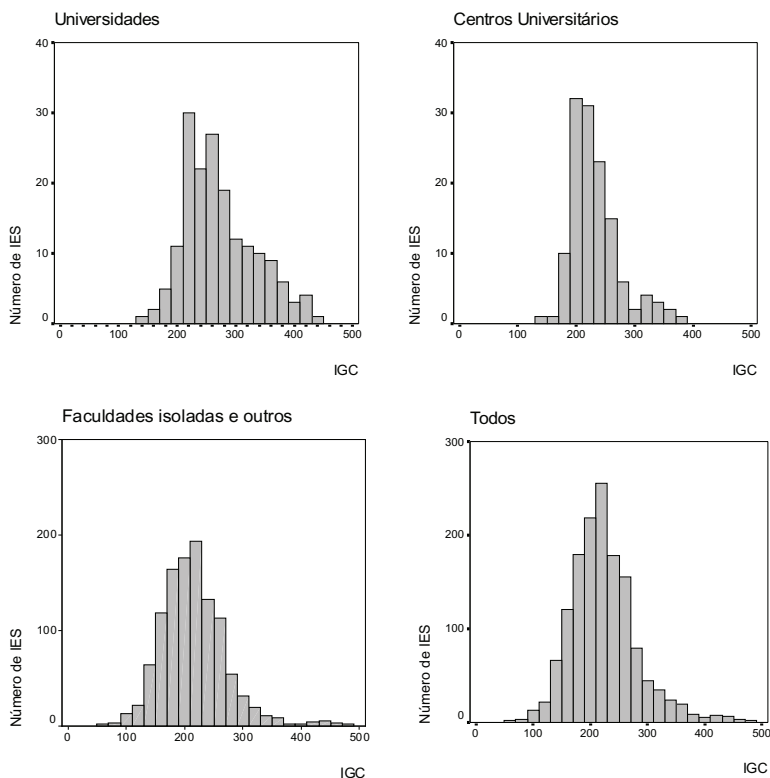 Universidades
40
30
20
10
0
Número de IES
0 100 200 300 400 500
IGC
Centros Universitários
40
30
20
10
0
Número de IES
0 100 200 300 400 500
IGC
Faculdades isoladas e outros
300
200
100
0
Número de IES
0 100 200 300 400 500
IGC
Todos
300
200
100
0
Número de IES
0 100 200 300 400 500
IGC